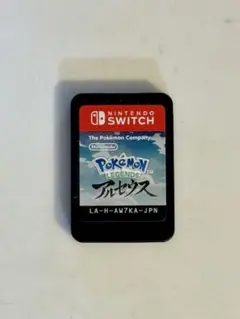 NINTENDO
SWITCH
The Pokémon Company
Nintendo
POKÉMON
LEGENDS
アルセウス
LA-H-AW7KA-JPN